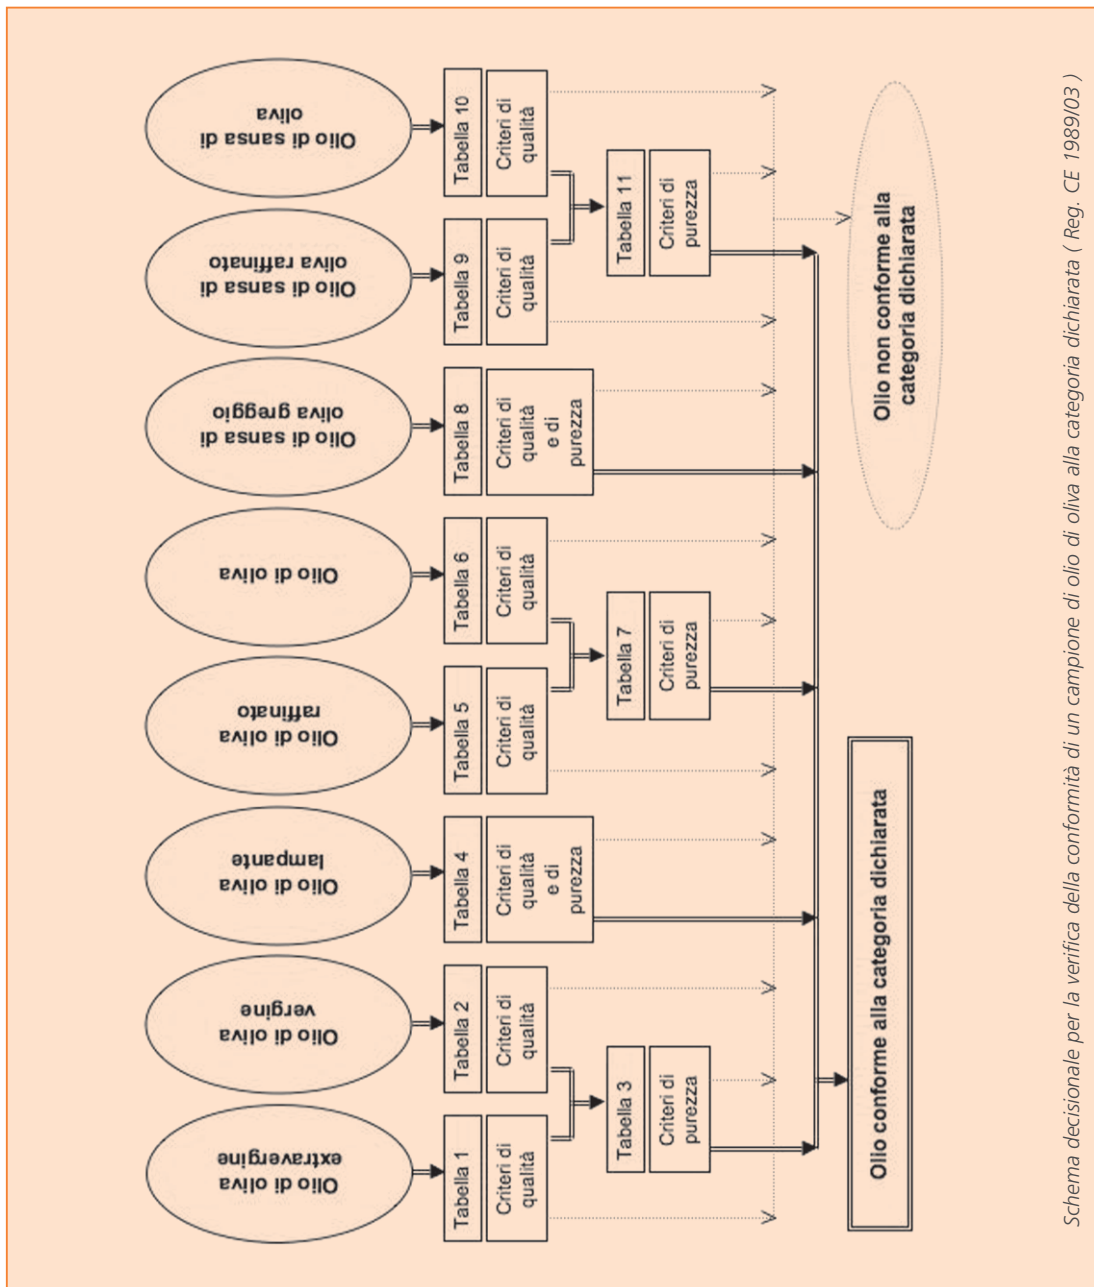 Olio di oliva
extravergine
Olio di oliva
vergine
Olio di oliva
lampante
Olio di oliva
raffinato
Olio di oliva
Olio di sansa di
oliva greggio
Olio di sansa di
oliva raffinato
Olio di sansa di
oliva
Tabella 1
Criteri di
qualità
Tabella 2
Criteri di
qualità
Tabella 4
Criteri di
qualità
e di
purezza
Tabella 5
Criteri di
qualità
Tabella 6
Criteri di
qualità
Tabella 8
Criteri di
qualità
e di
purezza
Tabella 9
Criteri di
qualità
Tabella 10
Criteri di
qualità
Tabella 3
Criteri di
purezza
Tabella 7
Criteri di
purezza
Tabella 11
Criteri di
purezza
Olio conforme alla categoria dichiarata
Olio non conforme alla
categoria dichiarata
Schema decisionale per la verifica della conformità di un campione di olio di oliva alla categoria dichiarata ( Reg. CE 1989/03 )